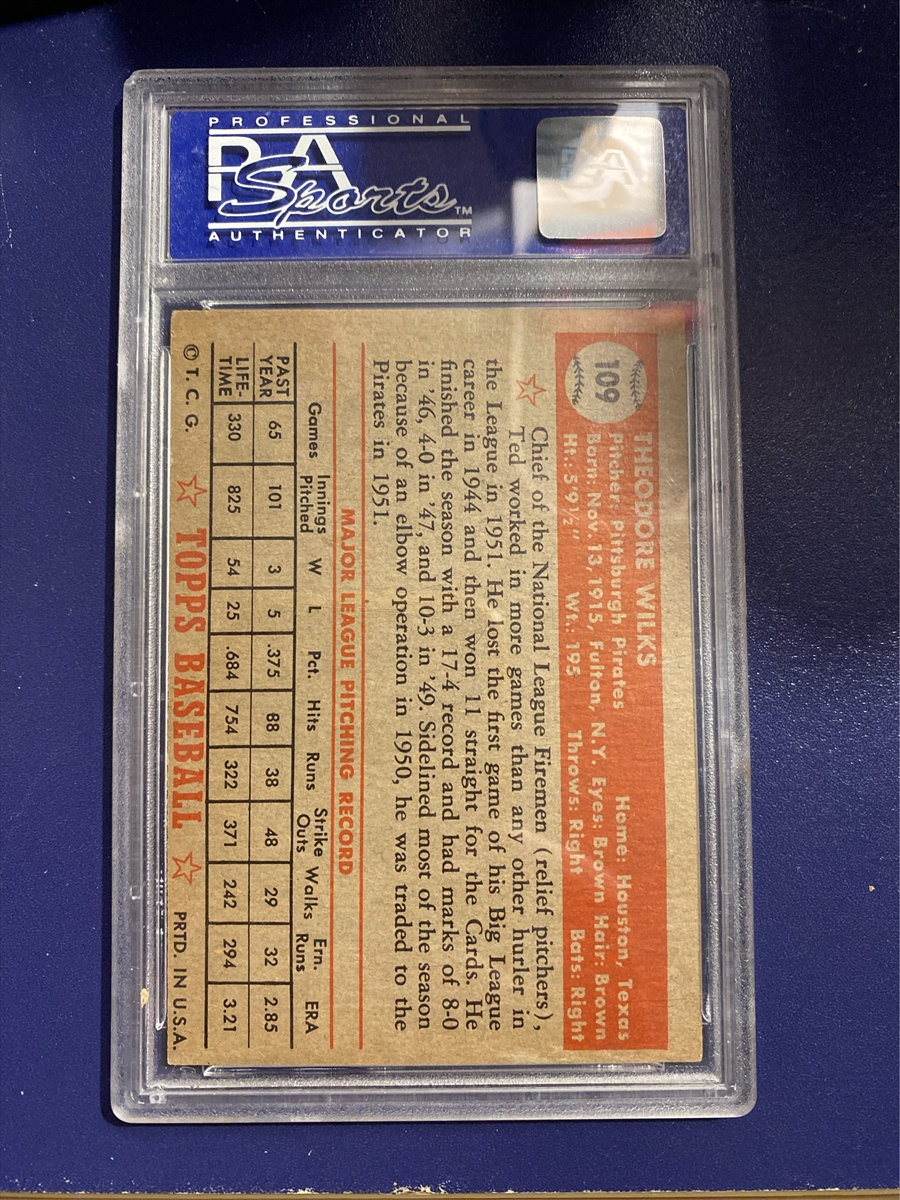 PROFESSIONAL
PSA
Sports™
AUTHENTICATOR
PSA
109
THEODORE WILKS
Pitcher: Pittsburgh Pirates Home: Houston, Texas
Born: Nov. 13, 1915, Fulton, N.Y. Eyes: Brown Hair: Brown
Ht.: 5'9½" Wt.: 195 Throws: Right Bats: Right
Chief of the National League Firemen (relief pitchers),
Ted worked in more games than any other hurler in
the League in 1951. He lost the first game of his Big League
career in 1944 and then won 11 straight for the Cards. He
finished the season with a 17-4 record and had marks of 8-0
in '46, 4-0 in '47, and 10-3 in '49. Sidelined most of the season
because of an elbow operation in 1950, he was traded to the
Pirates in 1951.
MAJOR LEAGUE PITCHING RECORD
Games Innings Pitched W L Pct. Hits Runs Strike Outs Walks Ern. Runs ERA
PAST YEAR 65 101 3 5 .375 88 38 48 29 32 2.85
LIFE-TIME 330 825 54 25 .684 754 322 371 242 294 3.21
© T. C. G. TOPPS BASEBALL PRTD. IN U.S.A.